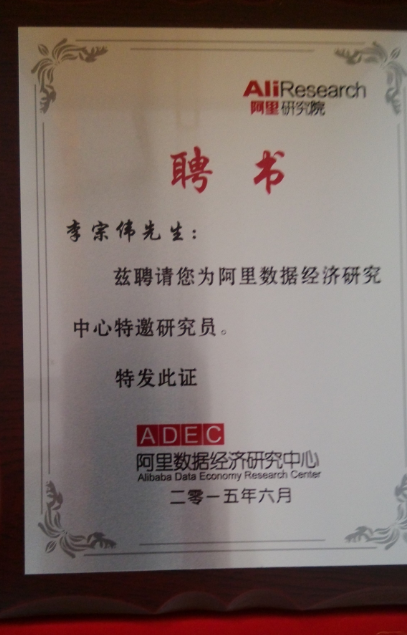 AliResearch
阿里研究院
聘 书
李宗伟先生：
兹聘请您为阿里数据经济研究
中心特邀研究员。
特发此证
ADEC
阿里数据经济研究中心
Alibaba Data Economy Research Center
二零一五年六月